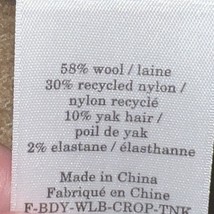 58% wool / laine
30% recycled nylon /
nylon recyclé
10% yak hair /
poil de yak
2% elastane / élasthanne
Made in China
Fabriqué en Chine
F-BDY-WLB-CROP-TNK